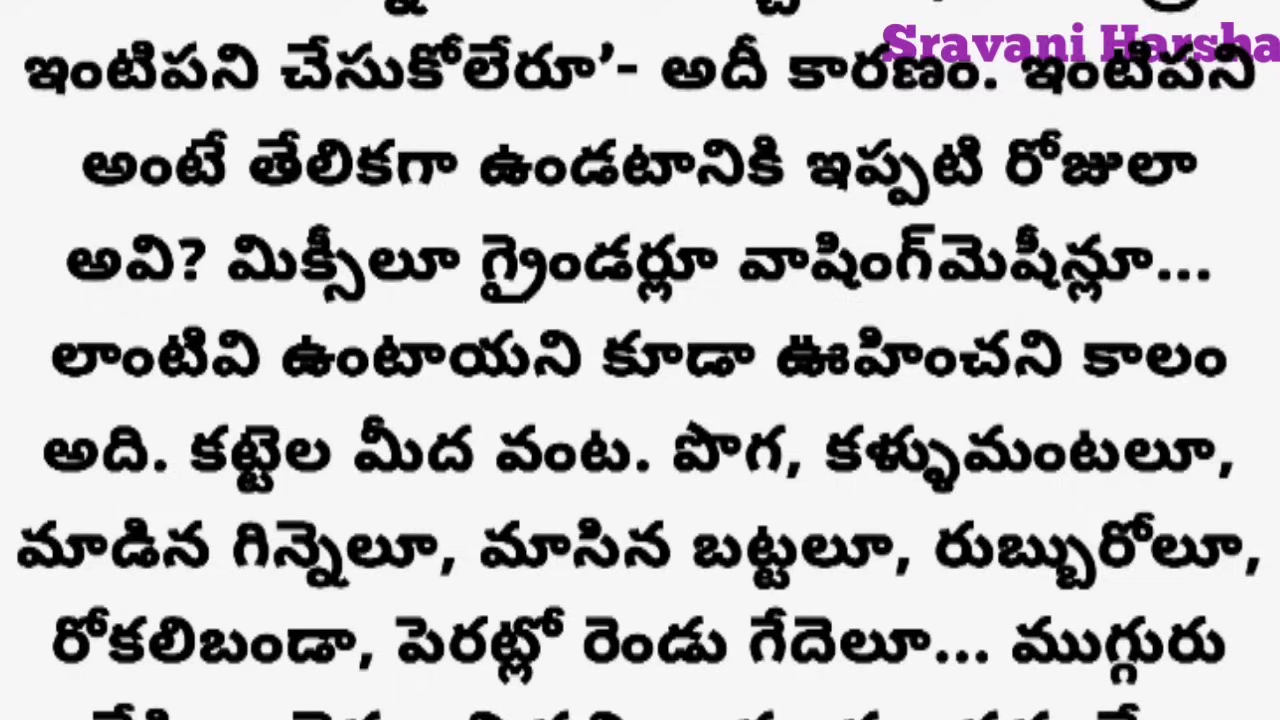 Sravani Harsha
ఇంటిపని చేసుకోలేరూ’- అదీ కారణం. ఇంటిపని
అంటే తేలికగా ఉండటానికి ఇప్పటి రోజులా
అవి? మిక్సీలూ గ్రైండర్లూ వాషింగ్‌మెషీన్లూ...
లాంటివి ఉంటాయని కూడా ఊహించని కాలం
అది. కట్టెల మీద వంట. పొగ, కళ్ళుమంటలూ,
మాడిన గిన్నెలూ, మాసిన బట్టలూ, రుబ్బురోలూ,
రోకలిబండా, పెరట్లో రెండు గేదెలూ... ముగ్గురు